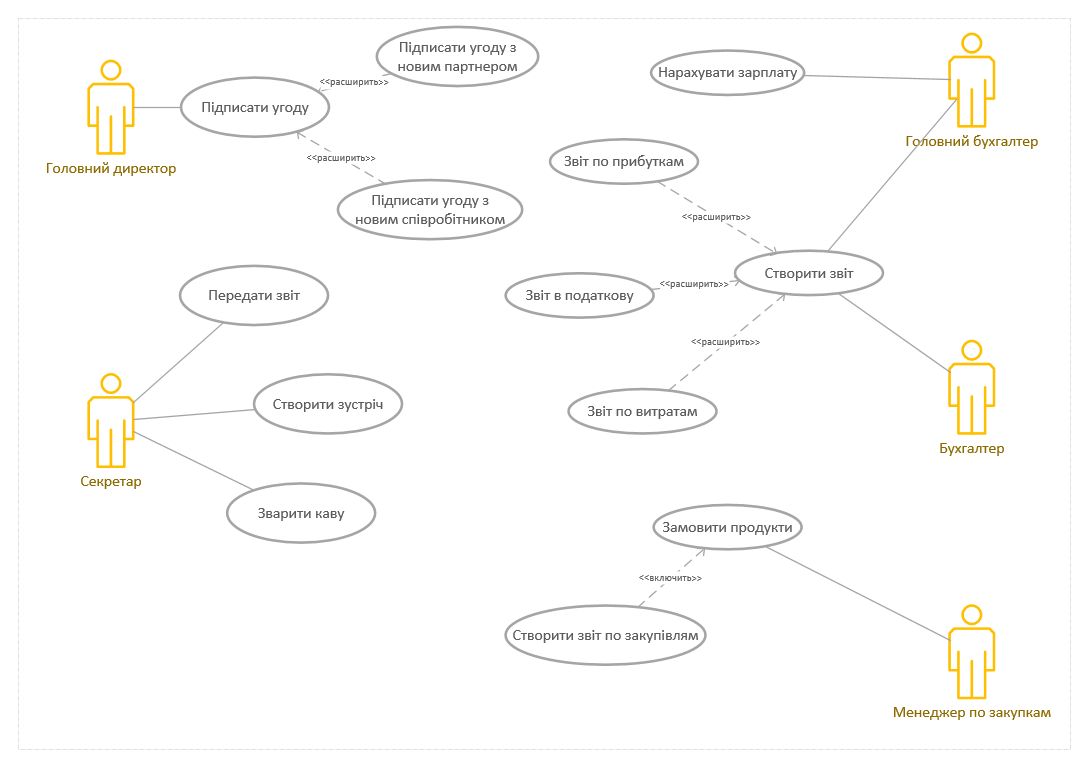 Підписати угоду з
новим партнером
<<расширить>>
Підписати угоду
Головний директор
<<расширить>>
Підписати угоду з
новим співробітником
Нарахувати зарплату
Головний бухгалтер
Звіт по прибуткам
<<расширить>>
Створити звіт
Звіт в податкову
<<расширить>>
<<расширить>>
Звіт по витратам
Бухгалтер
Передати звіт
Створити зустріч
Секретар
Зварити каву
Замовити продукти
<<включить>>
Створити звіт по закупівлям
Менеджер по закупкам